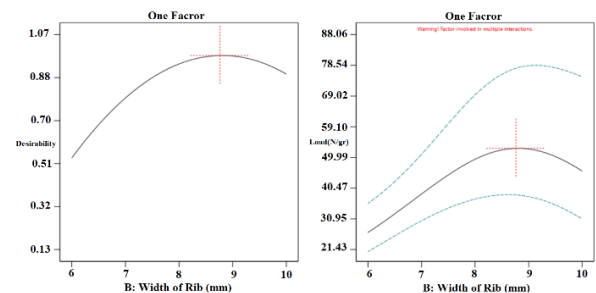 One Facror
1.07
0.88
0.70
Desirability
0.51
0.32
0.13
6 7 8 9 10
B: Width of Rib (mm)
One Facror
Warning! Factor involved in multiple interactions.
88.06
78.54
69.02
59.10
Load(N/gr)
49.99
40.47
30.95
21.43
6 7 8 9 10
B: Width of Rib (mm)